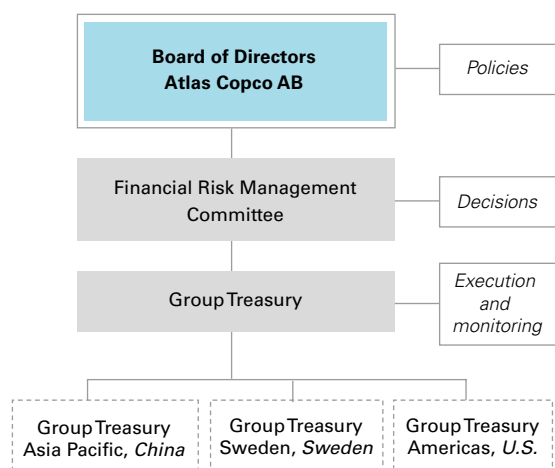 Board of Directors
Atlas Copco AB
Policies
Financial Risk Management
Committee
Decisions
Group Treasury
Execution
and
monitoring
Group Treasury
Asia Pacific, China
Group Treasury
Sweden, Sweden
Group Treasury
Americas, U.S.